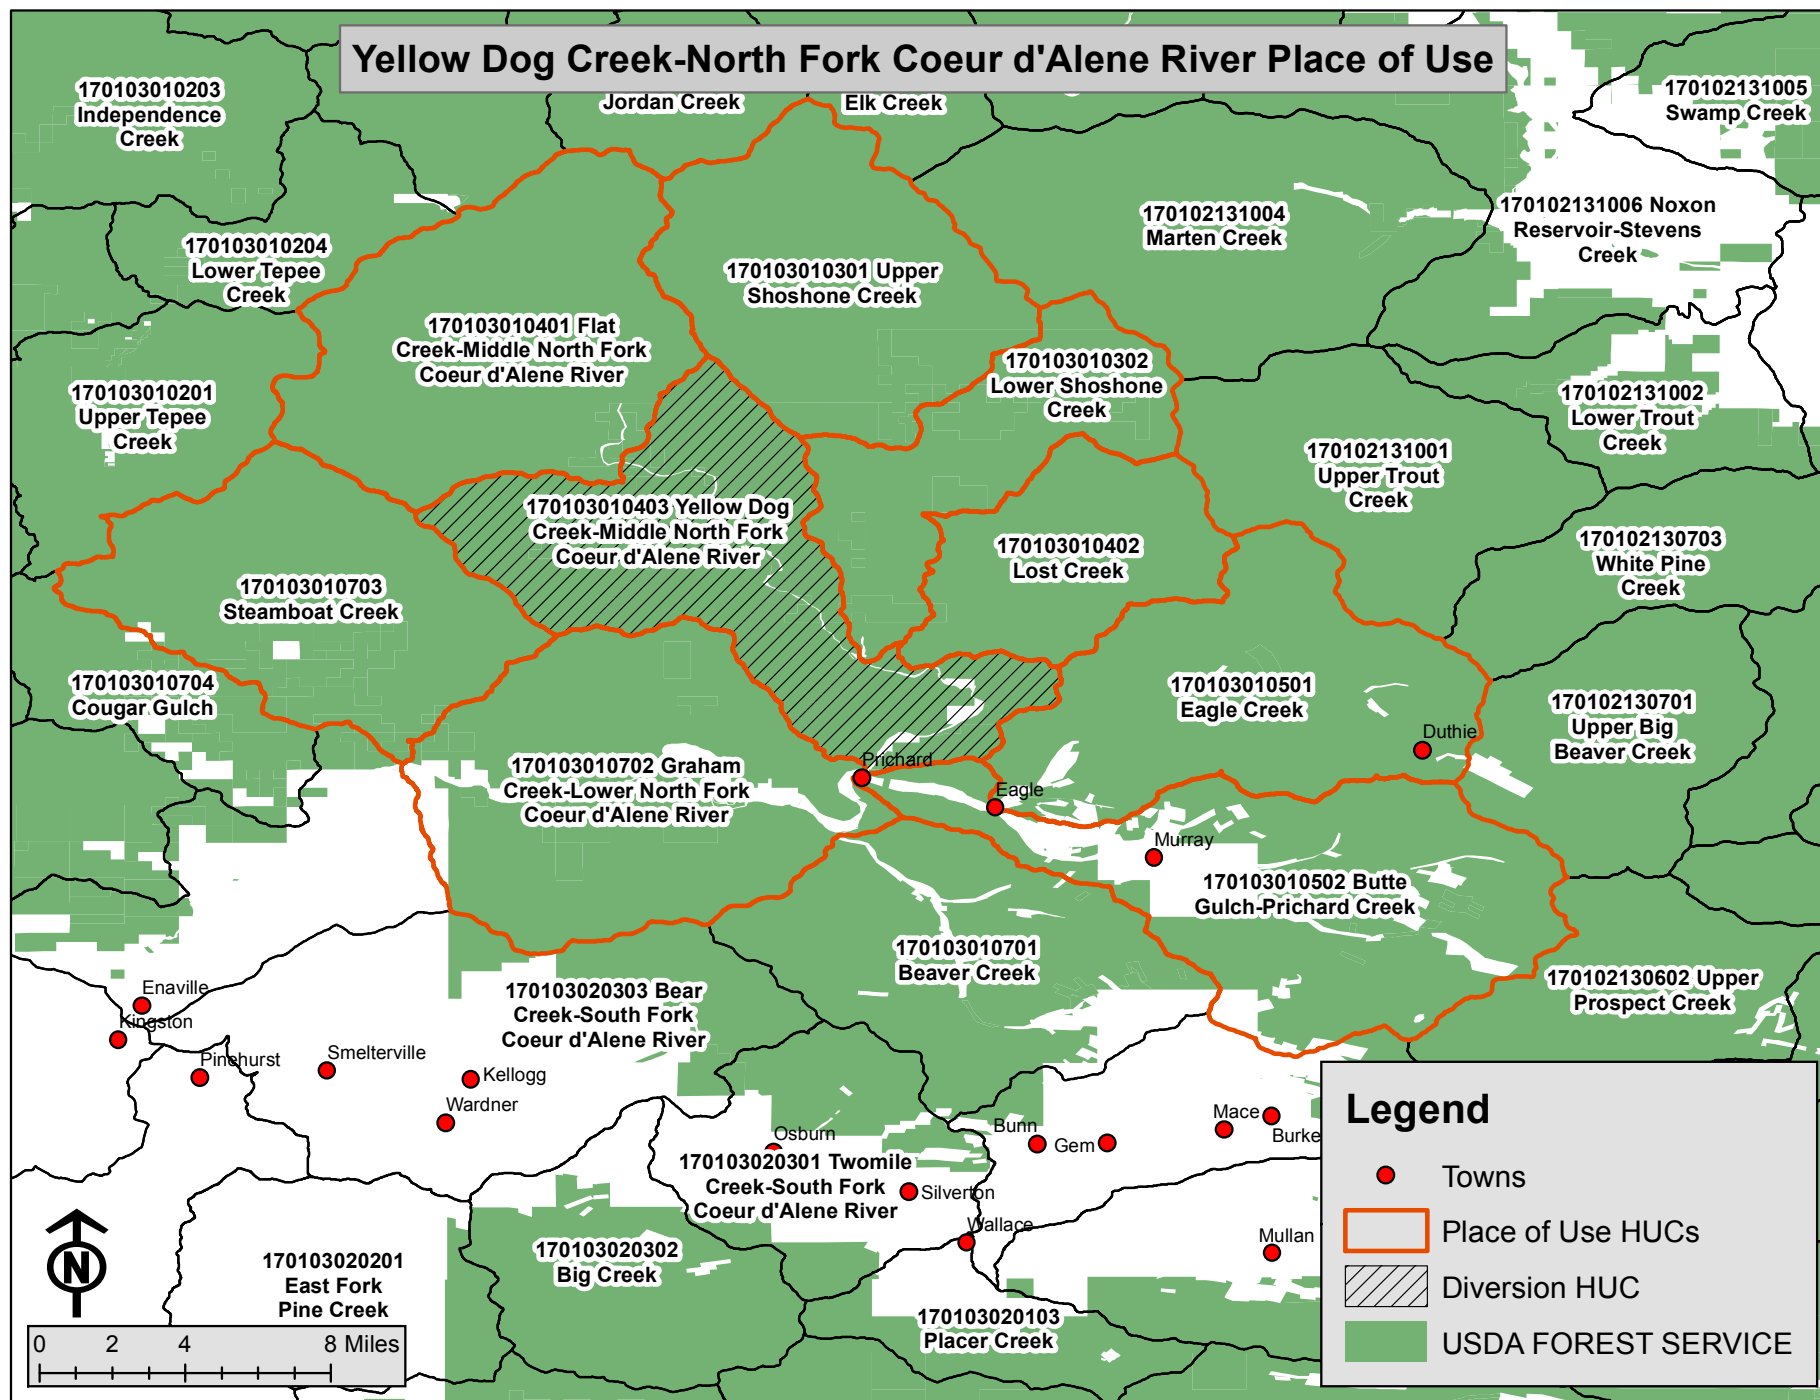 Yellow Dog Creek-North Fork Coeur d'Alene River Place of Use
170103010203
Independence
Creek
Jordan Creek
Elk Creek
170102131005
Swamp Creek
170103010204
Lower Tepee
Creek
170103010301 Upper
Shoshone Creek
170102131004
Marten Creek
170102131006 Noxon
Reservoir-Stevens
Creek
170103010401 Flat
Creek-Middle North Fork
Coeur d'Alene River
170103010302
Lower Shoshone
Creek
170103010201
Upper Tepee
Creek
170102131002
Lower Trout
Creek
170102131001
Upper Trout
Creek
170103010403 Yellow Dog
Creek-Middle North Fork
Coeur d'Alene River
170103010402
Lost Creek
170102130703
White Pine
Creek
170103010703
Steamboat Creek
170103010704
Cougar Gulch
170103010501
Eagle Creek
170102130701
Upper Big
Beaver Creek
Duthie
170103010702 Graham
Creek-Lower North Fork
Coeur d'Alene River
Prichard
Eagle
Murray
170103010502 Butte
Gulch-Prichard Creek
170103010701
Beaver Creek
170102130602 Upper
Prospect Creek
Enaville
Kingston
170103020303 Bear
Creek-South Fork
Coeur d'Alene River
Pinehurst
Smelterville
Kellogg
Wardner
Osburn
Bunn
Gem
Mace
Burke
170103020301 Twomile
Creek-South Fork
Coeur d'Alene River
Silverton
Wallace
Mullan
170103020201
East Fork
Pine Creek
170103020302
Big Creek
170103020103
Placer Creek
N
0 2 4 8 Miles
Legend
Towns
Place of Use HUCs
Diversion HUC
USDA FOREST SERVICE